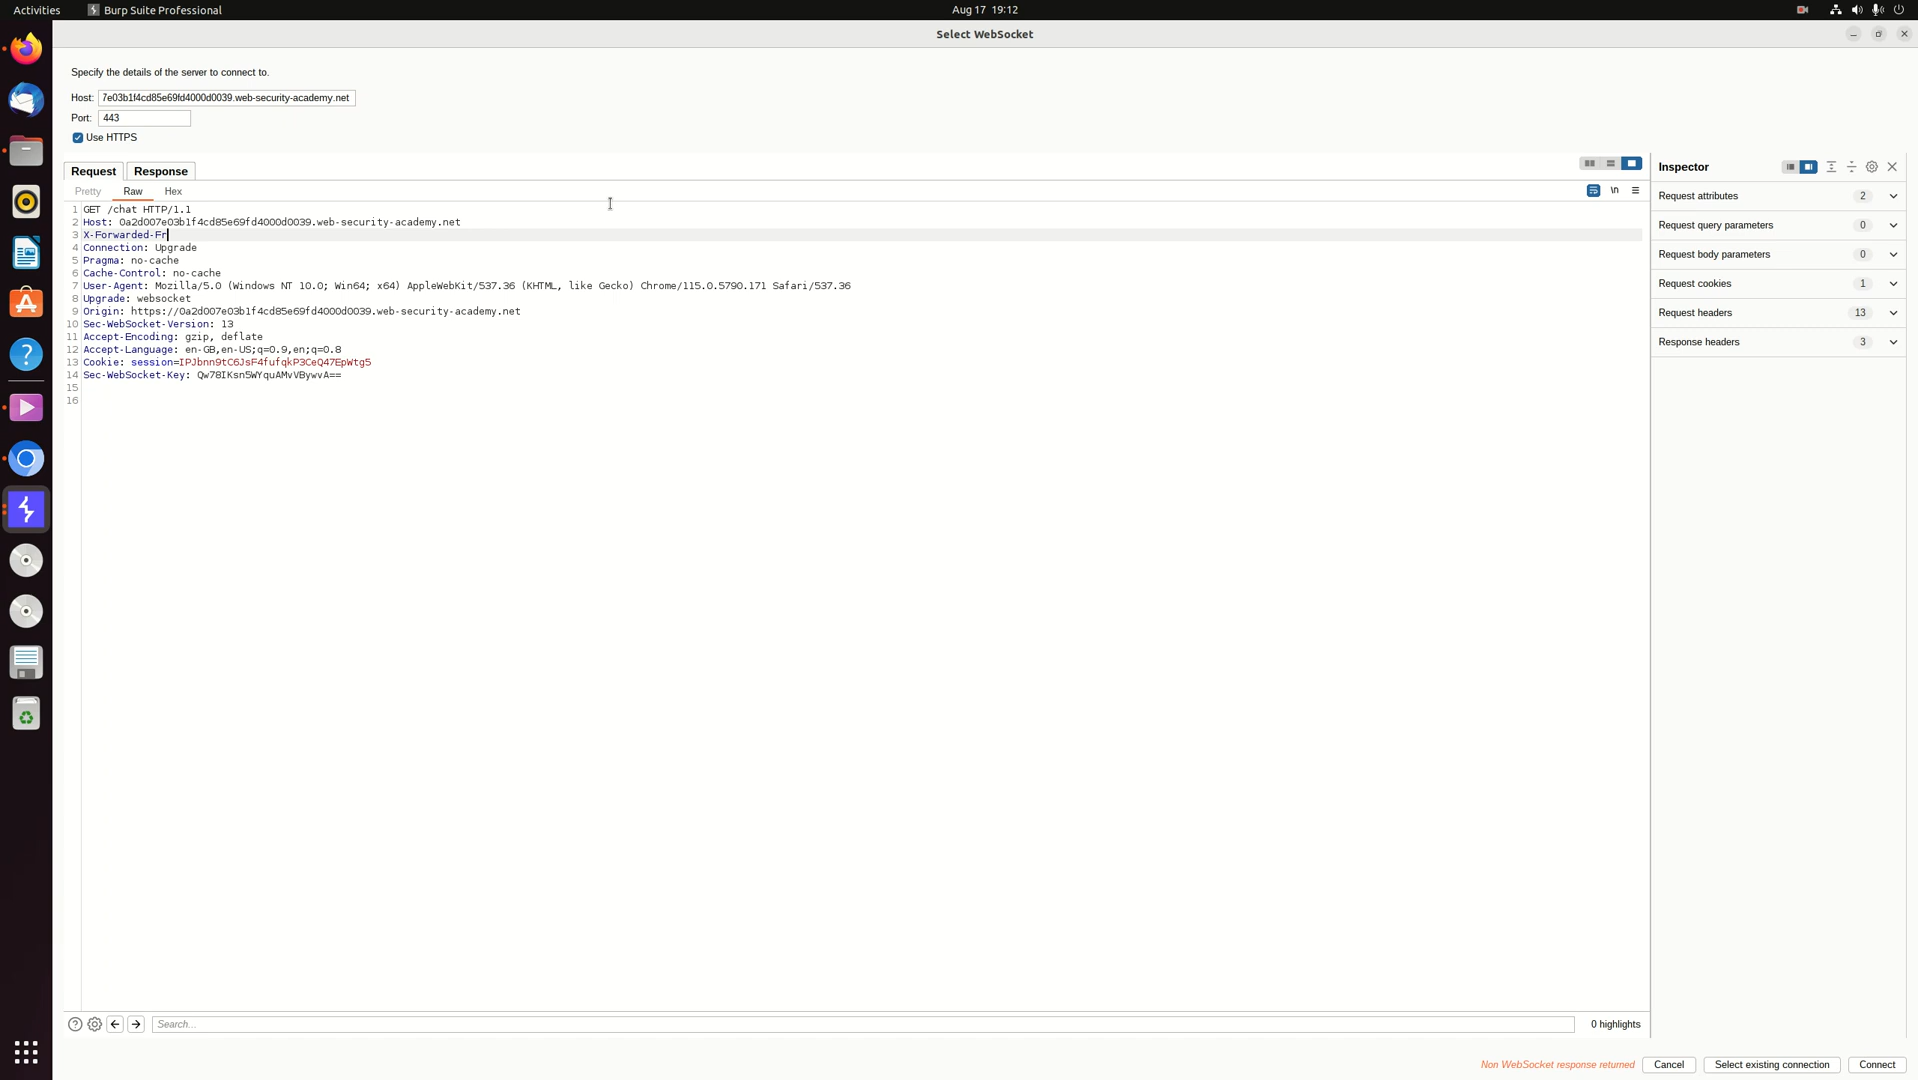 Activities
Burp Suite Professional
Aug 17 19:12
Select WebSocket
Specify the details of the server to connect to.
Host: 7e03b1f4cd85e69fd4000d0039.web-security-academy.net
Port: 443
Use HTTPS
Request Response
Pretty Raw Hex
\n
1 GET /chat HTTP/1.1
2 Host: 0a2d007e03b1f4cd85e69fd4000d0039.web-security-academy.net
3 X-Forwarded-Fr
4 Connection: Upgrade
5 Pragma: no-cache
6 Cache-Control: no-cache
7 User-Agent: Mozilla/5.0 (Windows NT 10.0; Win64; x64) AppleWebKit/537.36 (KHTML, like Gecko) Chrome/115.0.5790.171 Safari/537.36
8 Upgrade: websocket
9 Origin: https://0a2d007e03b1f4cd85e69fd4000d0039.web-security-academy.net
10 Sec-WebSocket-Version: 13
11 Accept-Encoding: gzip, deflate
12 Accept-Language: en-GB,en-US;q=0.9,en;q=0.8
13 Cookie: session=IPJbnn9tC6JsF4fufqkP3CeQ47EpWtg5
14 Sec-WebSocket-Key: Qw78IKsn5WYquAMvVBywvA==
15
16
Inspector
Request attributes 2
Request query parameters 0
Request body parameters 0
Request cookies 1
Request headers 13
Response headers 3
Search...
0 highlights
Non WebSocket response returned
Cancel
Select existing connection
Connect